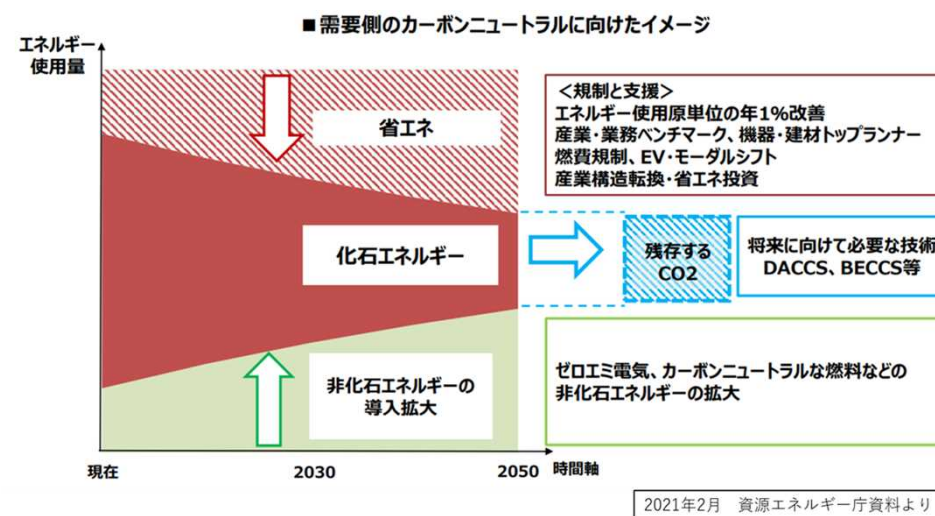 ■需要側のカーボンニュートラルに向けたイメージ
エネルギー
使用量
省エネ
化石エネルギー
非化石エネルギーの
導入拡大
現在
2030
2050
時間軸
＜規制と支援＞
エネルギー使用原単位の年1%改善
産業・業務ベンチマーク、機器・建材トップランナー
燃費規制、EV・モーダルシフト
産業構造転換・省エネ投資
残存する
CO2
将来に向けて必要な技術
DACCS、BECCS等
ゼロエミ電気、カーボンニュートラルな燃料などの
非化石エネルギーの拡大
2021年2月　資源エネルギー庁資料より